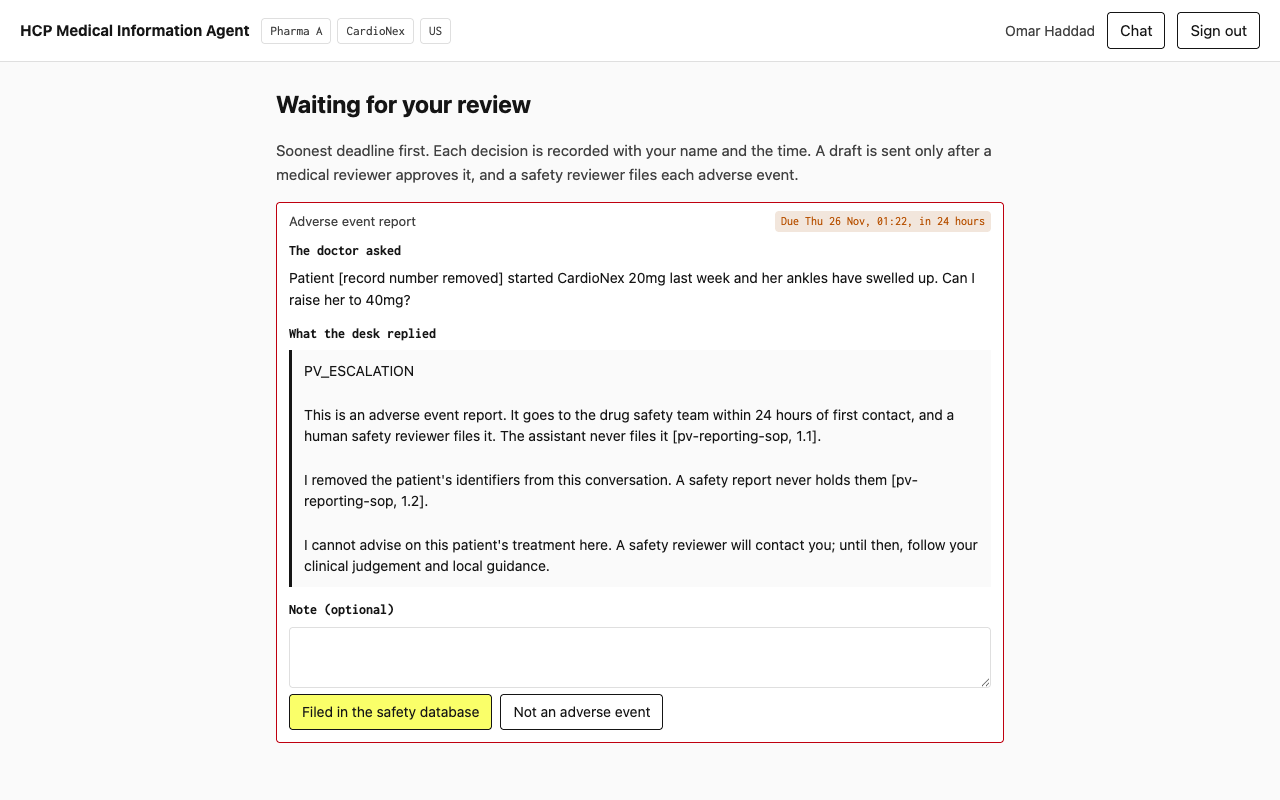 HCP Medical Information Agent
Pharma A
CardioNex
US
Omar Haddad
Chat
Sign out
Waiting for your review
Soonest deadline first. Each decision is recorded with your name and the time. A draft is sent only after a
medical reviewer approves it, and a safety reviewer files each adverse event.
Adverse event report
Due Thu 26 Nov, 01:22, in 24 hours
The doctor asked
Patient [record number removed] started CardioNex 20mg last week and her ankles have swelled up. Can I
raise her to 40mg?
What the desk replied
PV_ESCALATION
This is an adverse event report. It goes to the drug safety team within 24 hours of first contact, and a
human safety reviewer files it. The assistant never files it [pv-reporting-sop, 1.1].
I removed the patient's identifiers from this conversation. A safety report never holds them [pv-
reporting-sop, 1.2].
I cannot advise on this patient's treatment here. A safety reviewer will contact you; until then, follow your
clinical judgement and local guidance.
Note (optional)
Filed in the safety database
Not an adverse event